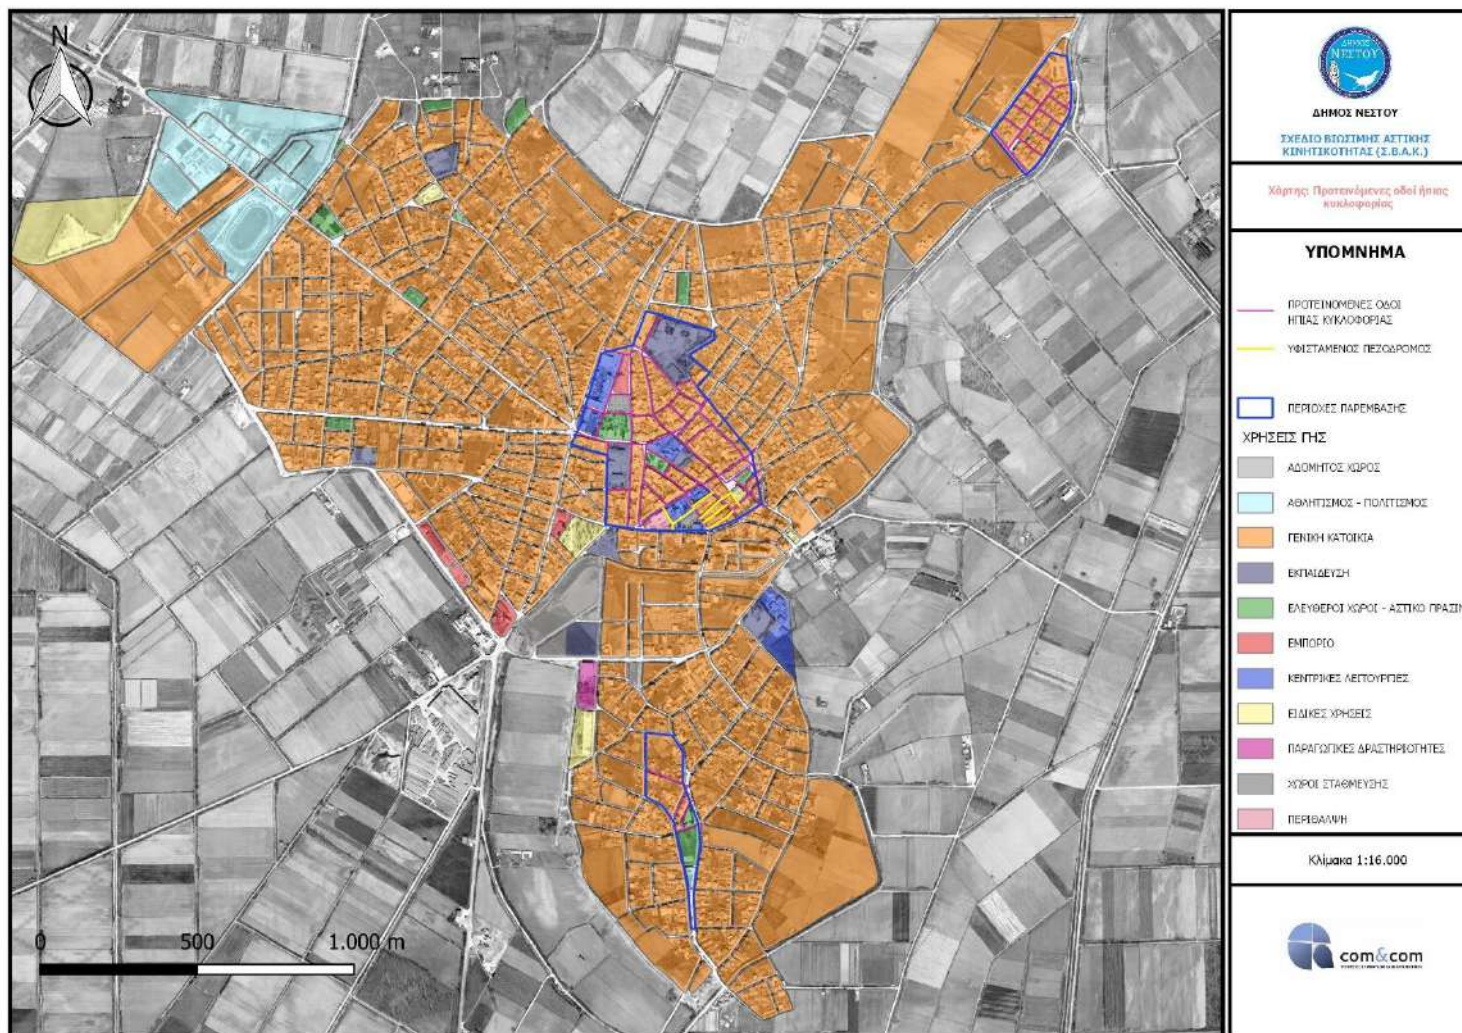 N
0 500 1.000 m
ΔΗΜΟΣ
ΝΕΣΤΟΥ
ΔΗΜΟΣ ΝΕΣΤΟΥ
ΣΧΕΔΙΟ ΒΙΩΣΙΜΗΣ ΑΣΤΙΚΗΣ
ΚΙΝΗΤΙΚΟΤΗΤΑΣ (Σ.Β.Α.Κ.)
Χάρτης: Προτεινόμενες οδοί ήπιας
κυκλοφορίας
ΥΠΟΜΝΗΜΑ
ΠΡΟΤΕΙΝΟΜΕΝΕΣ ΟΔΟΙ
ΗΠΙΑΣ ΚΥΚΛΟΦΟΡΙΑΣ
ΥΦΙΣΤΑΜΕΝΟΣ ΠΕΖΟΔΡΟΜΟΣ
ΠΕΡΙΟΧΕΣ ΠΑΡΕΜΒΑΣΗΣ
ΧΡΗΣΕΙΣ ΓΗΣ
ΑΔΟΜΗΤΟΣ ΧΩΡΟΣ
ΑΘΛΗΤΙΣΜΟΣ - ΠΟΛΙΤΙΣΜΟΣ
ΓΕΝΙΚΗ ΚΑΤΟΙΚΙΑ
ΕΚΠΑΙΔΕΥΣΗ
ΕΛΕΥΘΕΡΟΙ ΧΩΡΟΙ - ΑΣΤΙΚΟ ΠΡΑΣΙΝ
ΕΜΠΟΡΙΟ
ΚΕΝΤΡΙΚΕΣ ΛΕΙΤΟΥΡΓΙΕΣ
ΕΙΔΙΚΕΣ ΧΡΗΣΕΙΣ
ΠΑΡΑΓΩΓΙΚΕΣ ΔΡΑΣΤΗΡΙΟΤΗΤΕΣ
ΧΩΡΟΙ ΣΤΑΘΜΕΥΣΗΣ
ΠΕΡΙΘΑΛΨΗ
Κλίμακα 1:16.000
com&com